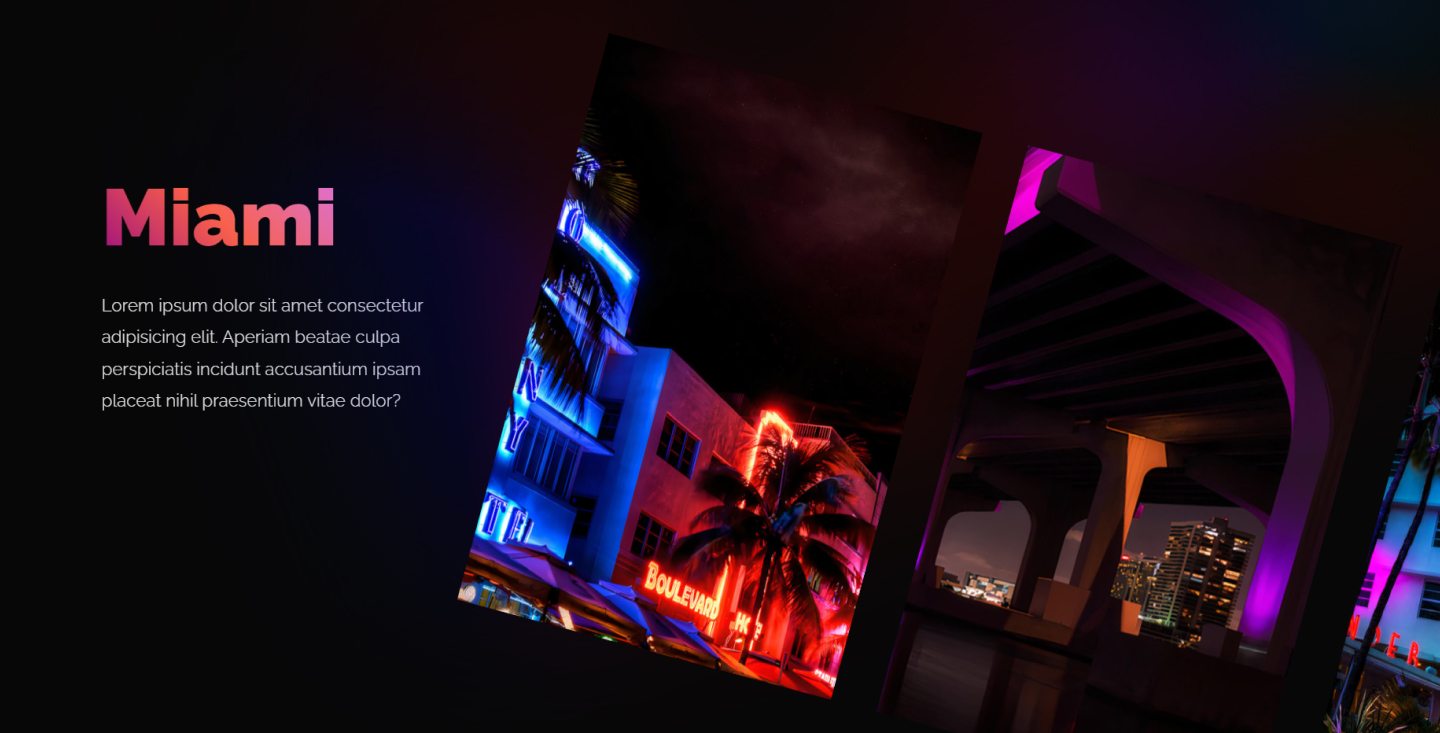 Miami
Lorem ipsum dolor sit amet consectetur
adipisicing elit. Aperiam beatae culpa
perspiciatis incidunt accusantium ipsam
placeat nihil praesentium vitae dolor?
BOULEVARD